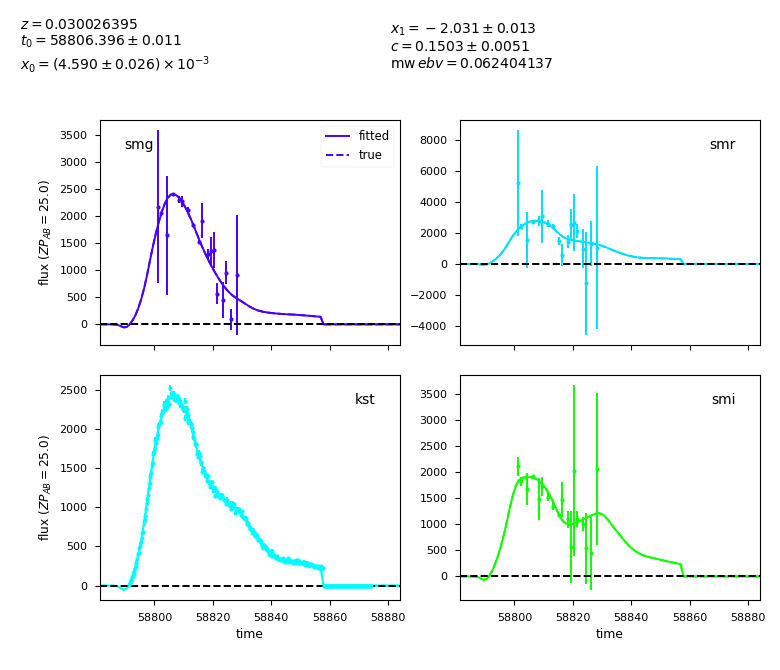 z = 0.030026395
t₀ = 58806.396 ± 0.011
x₀ = (4.590 ± 0.026) × 10⁻³
x₁ = −2.031 ± 0.013
c = 0.1503 ± 0.0051
mw ebv = 0.062404137
smg
fitted
true
3500
3000
2500
2000
1500
1000
500
0
flux (ZP_AB = 25.0)
smr
8000
6000
4000
2000
0
−2000
−4000
kst
2500
2000
1500
1000
500
0
flux (ZP_AB = 25.0)
58800 58820 58840 58860 58880
time
smi
3500
3000
2500
2000
1500
1000
500
0
58800 58820 58840 58860 58880
time